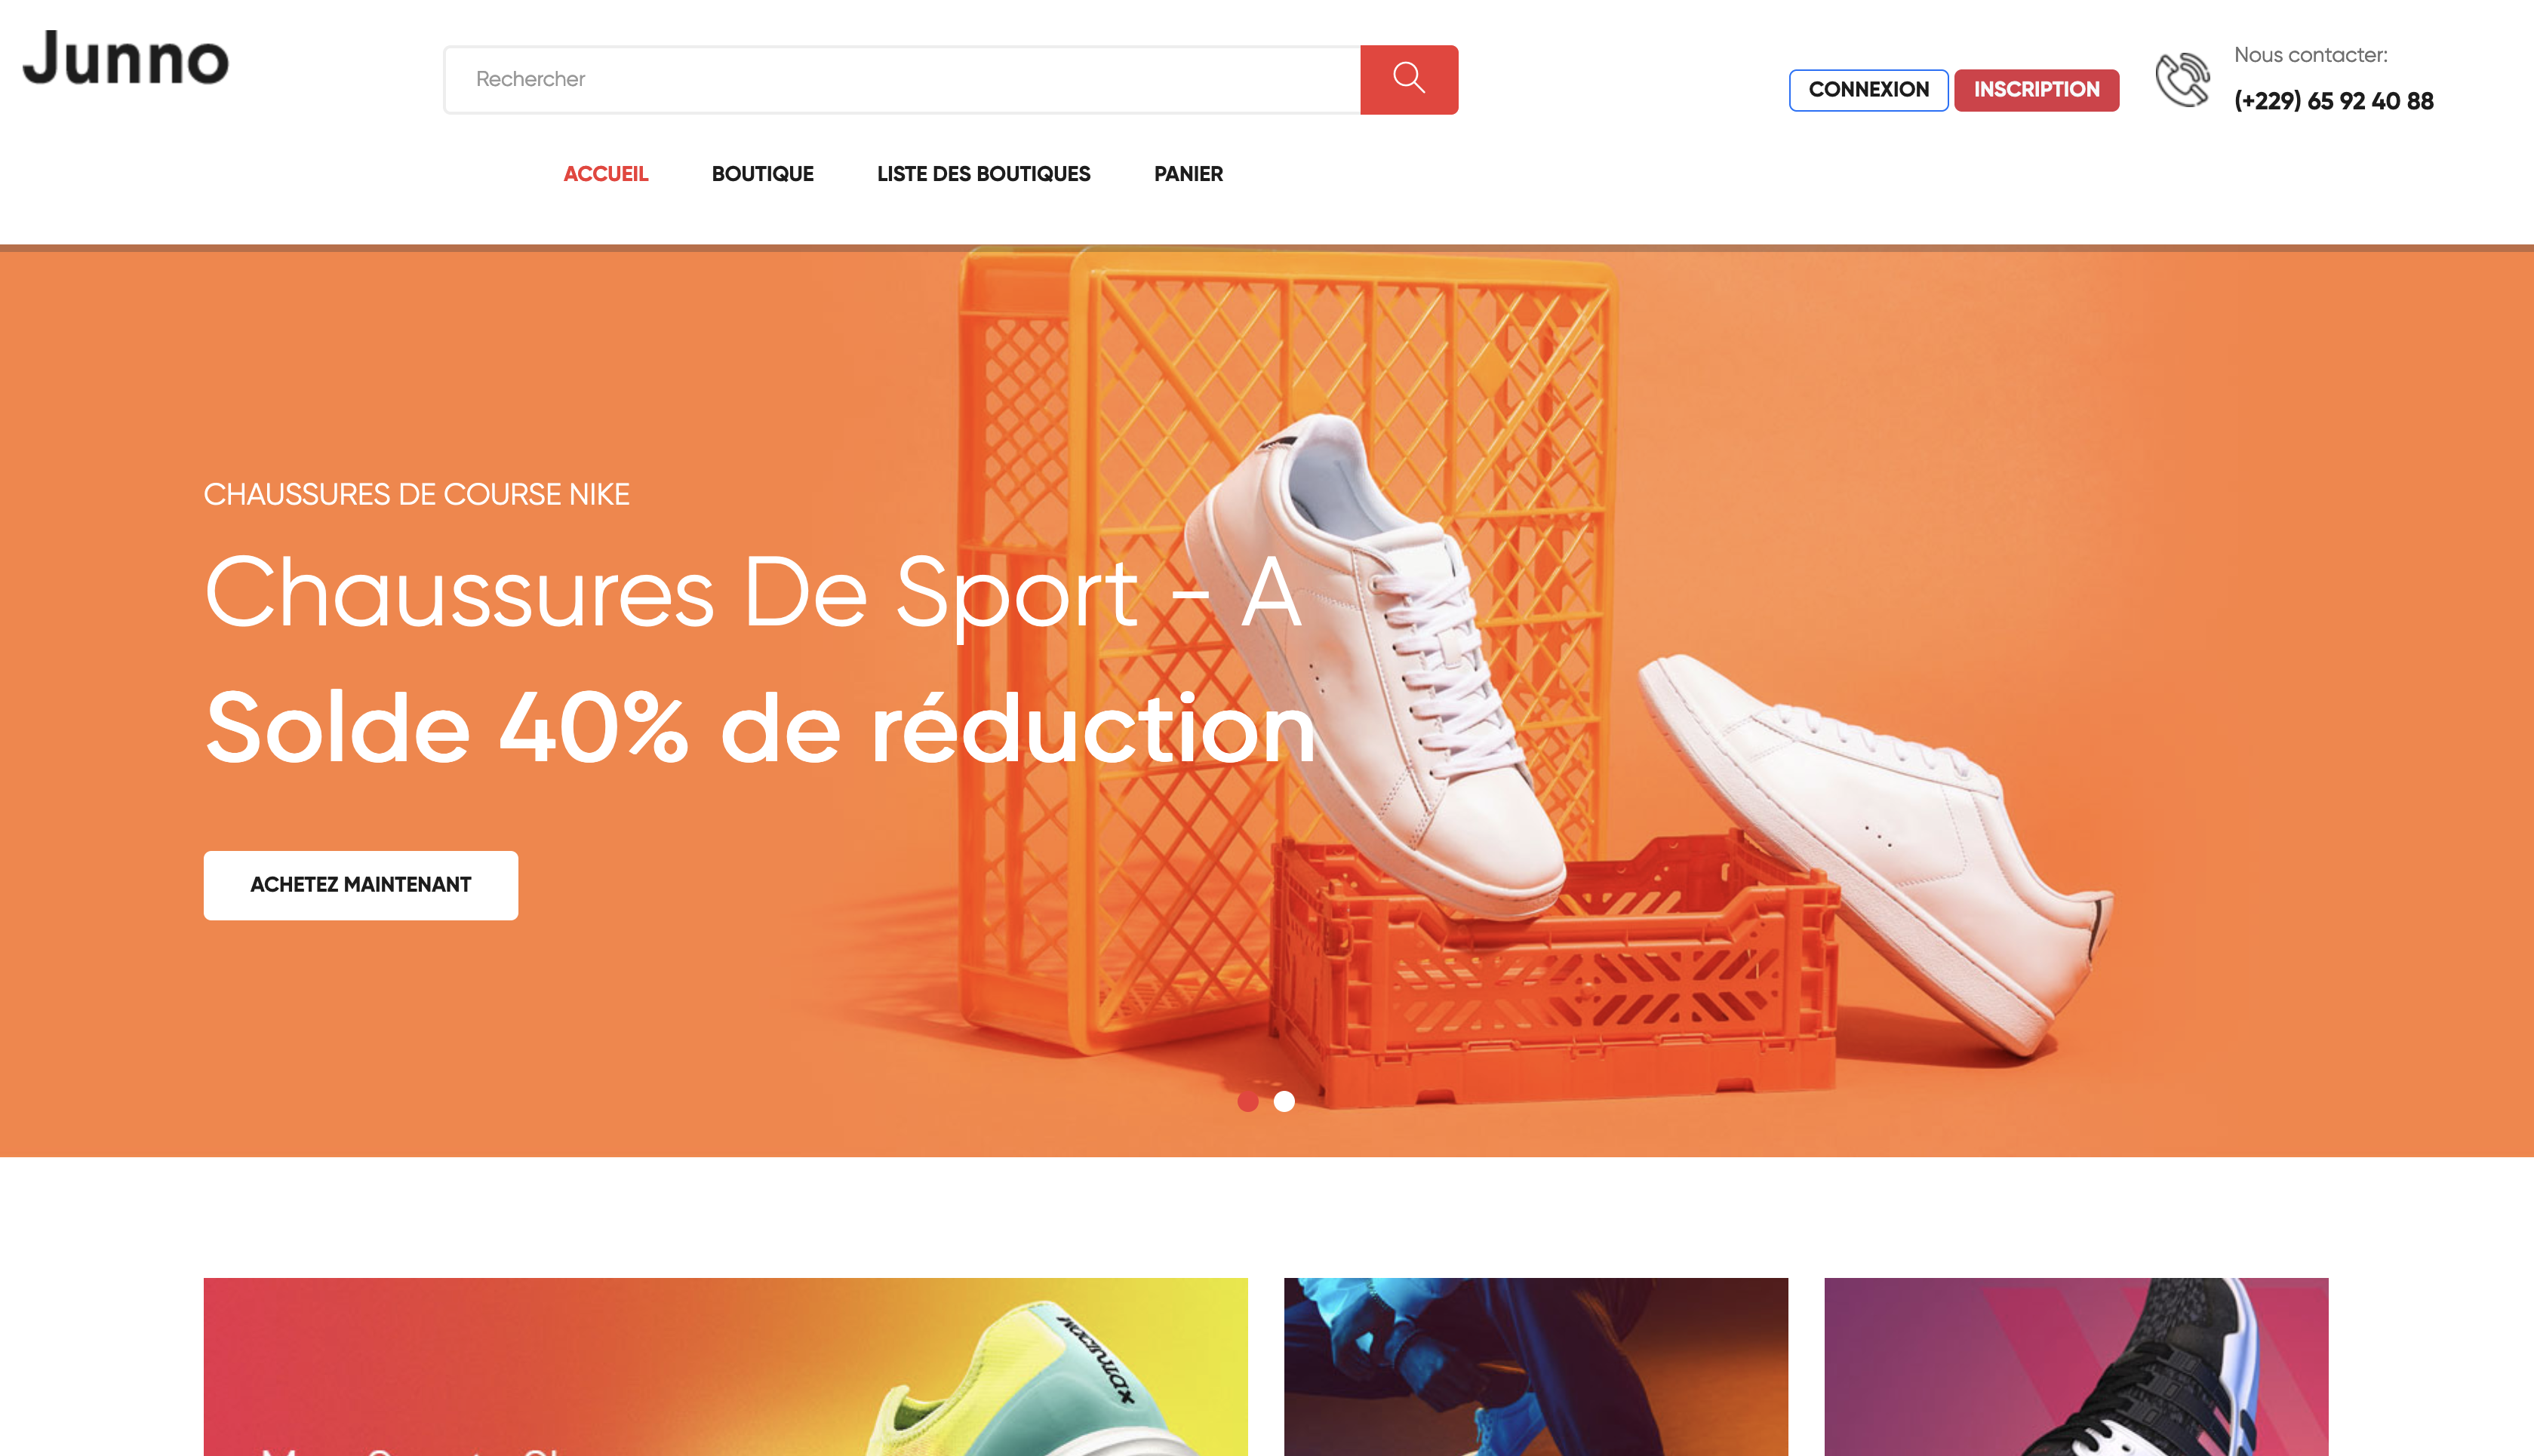 Junno
Rechercher
CONNEXION
INSCRIPTION
Nous contacter:
(+229) 65 92 40 88
ACCUEIL
BOUTIQUE
LISTE DES BOUTIQUES
PANIER
CHAUSSURES DE COURSE NIKE
Chaussures De Sport - A
Solde 40% de réduction
ACHETEZ MAINTENANT